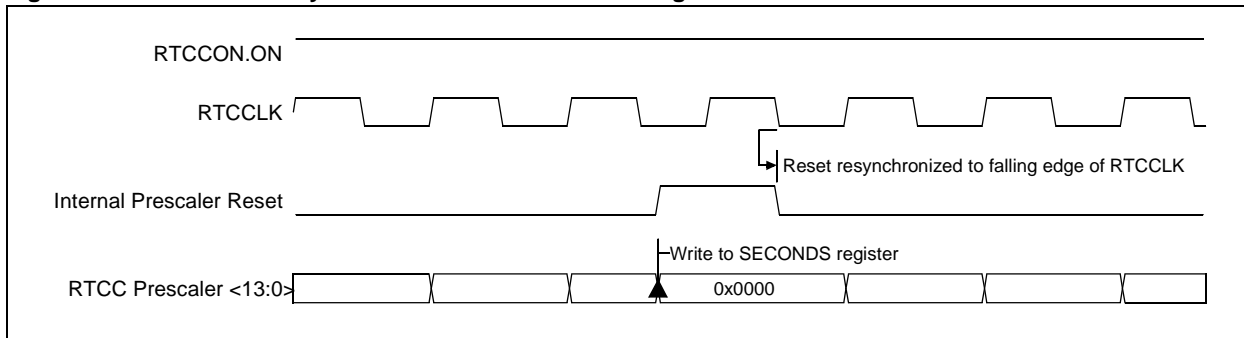 RTCCON.ON
RTCCLK
Reset resynchronized to falling edge of RTCCLK
Internal Prescaler Reset
Write to SECONDS register
RTCC Prescaler <13:0>
0x0000